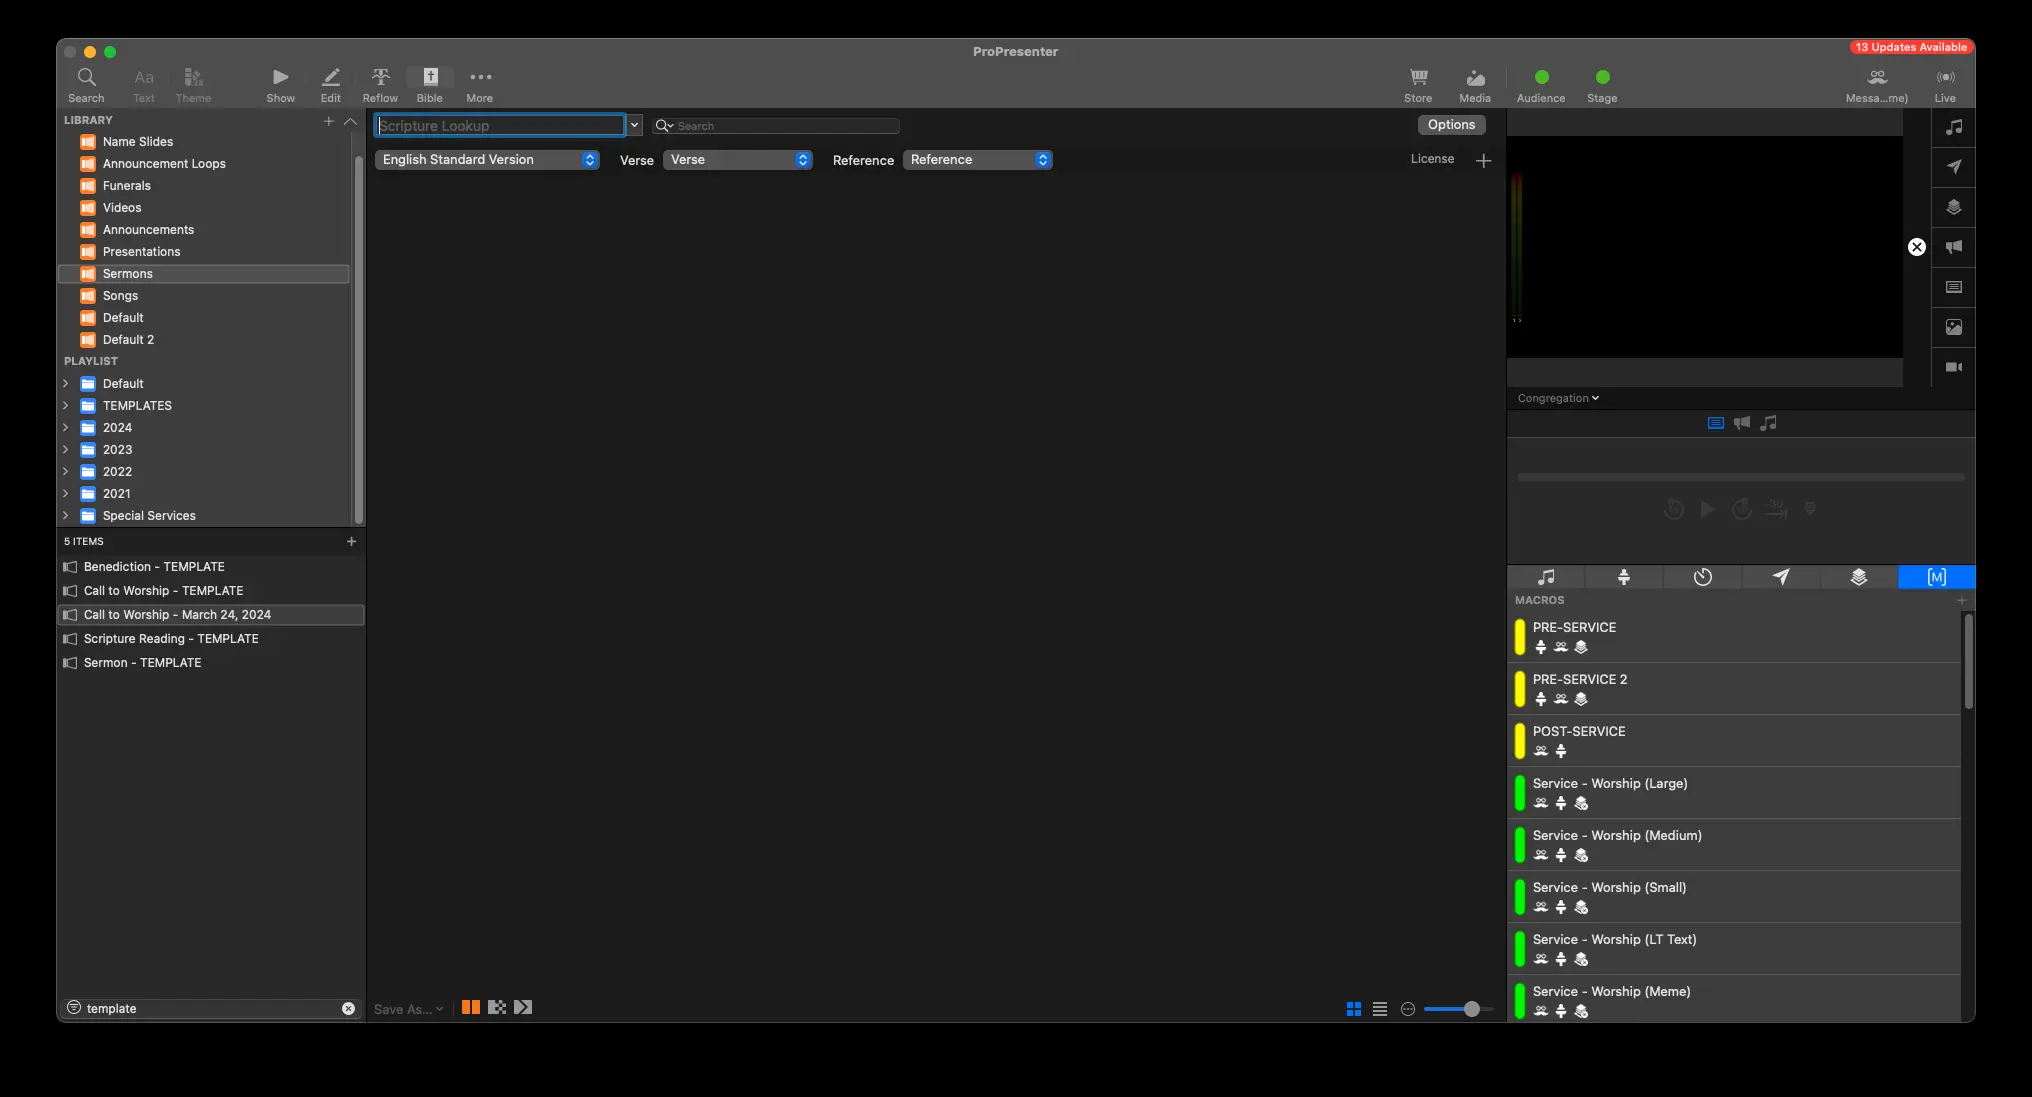 ProPresenter
13 Updates Available
Search
Text
Theme
Show
Edit
Reflow
Bible
More
Store
Media
Audience
Stage
Messa...me)
Live
LIBRARY
Name Slides
Announcement Loops
Funerals
Videos
Announcements
Presentations
Sermons
Songs
Default
Default 2
PLAYLIST
Default
TEMPLATES
2024
2023
2022
2021
Special Services
5 ITEMS
Benediction - TEMPLATE
Call to Worship - TEMPLATE
Call to Worship - March 24, 2024
Scripture Reading - TEMPLATE
Sermon - TEMPLATE
template
Scripture Lookup
Search
Options
English Standard Version
Verse
Verse
Reference
Reference
License
Save As...
Congregation
MACROS
PRE-SERVICE
PRE-SERVICE 2
POST-SERVICE
Service - Worship (Large)
Service - Worship (Medium)
Service - Worship (Small)
Service - Worship (LT Text)
Service - Worship (Meme)